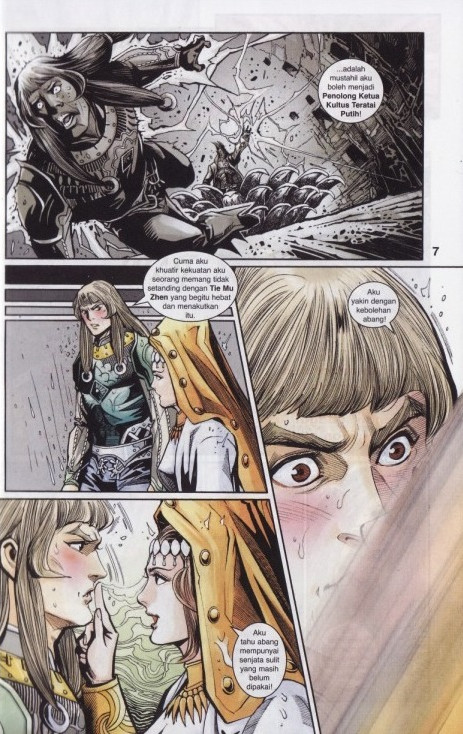 ...adalah
mustahil aku
boleh menjadi
Penolong Ketua
Kultus Teratai
Putih!
7
Cuma aku
khuatir kekuatan aku
seorang memang tidak
setanding dengan Tie Mu
Zhen yang begitu hebat
dan menakutkan
itu.
Aku
yakin dengan
kebolehan
abang!
Aku
tahu abang
mempunyai
senjata sulit
yang masih
belum
dipakai!